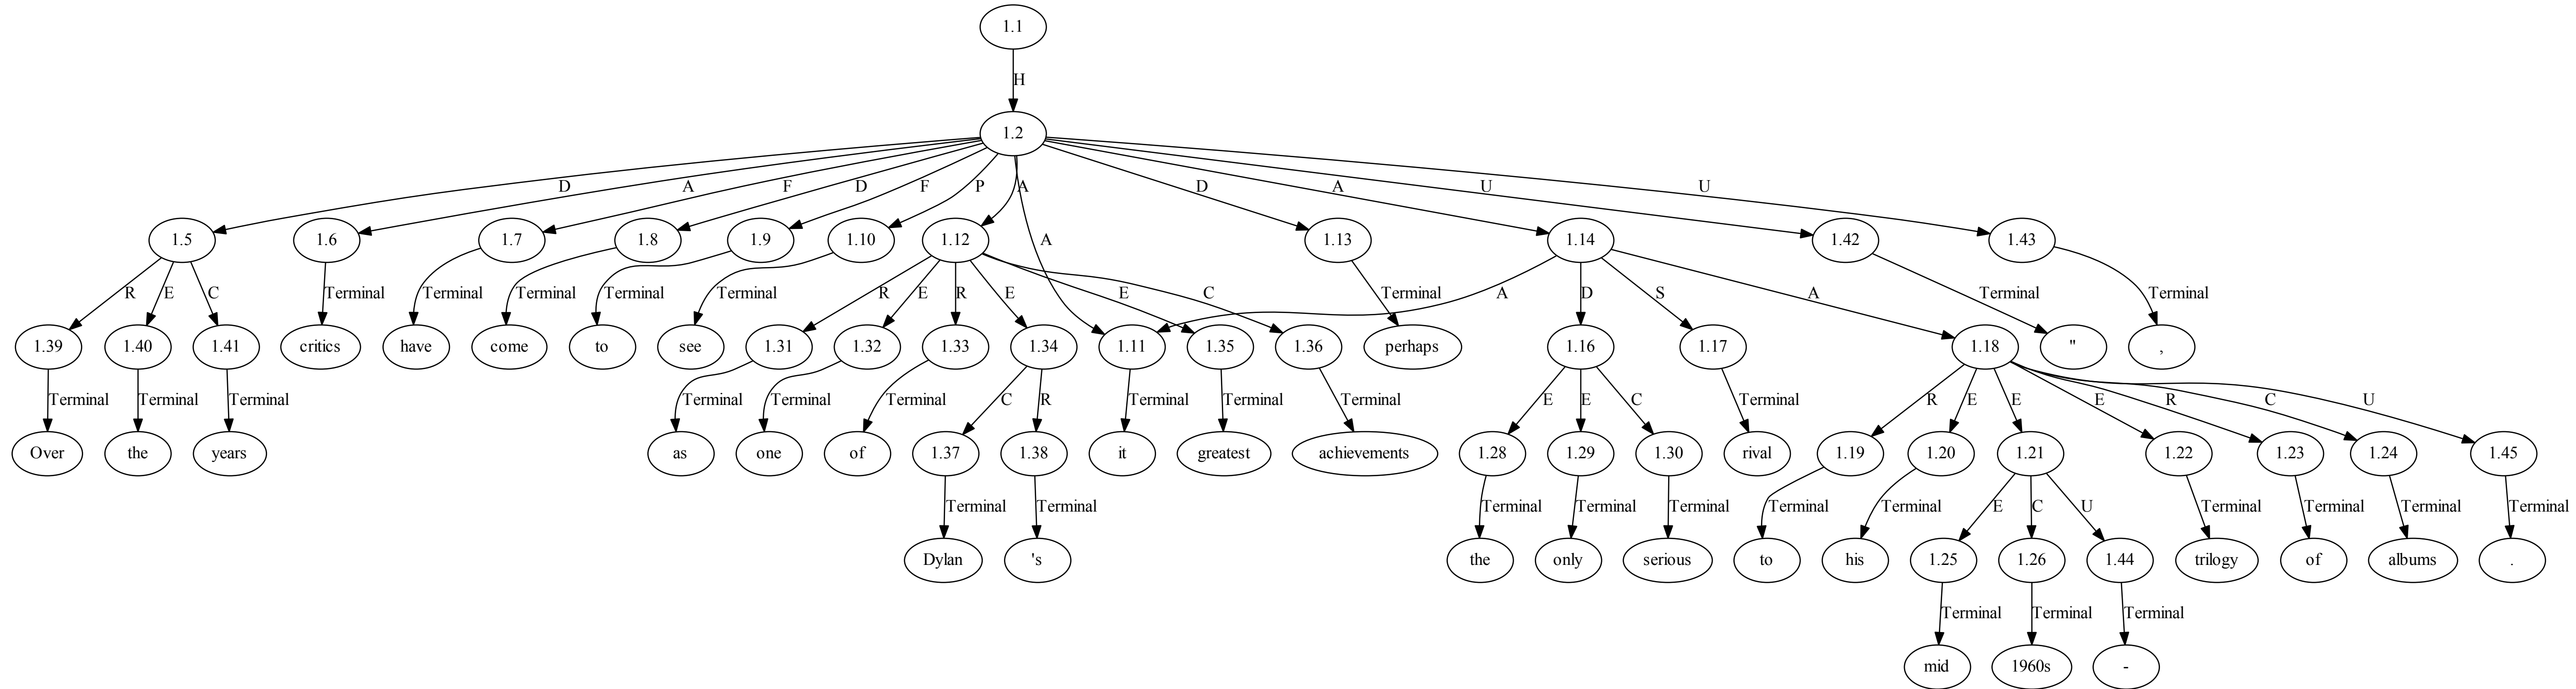 1.1
H
1.2
D A F D F P A A D A U U
1.5 1.6 1.7 1.8 1.9 1.10 1.12 1.13 1.14 1.42 1.43
R E C Terminal Terminal Terminal Terminal Terminal R E R E E C Terminal A D S A Terminal Terminal
1.39 1.40 1.41 critics have come to see 1.31 1.32 1.33 1.34 1.11 1.35 1.36 perhaps 1.16 1.17 1.18 " ,
Terminal Terminal Terminal Terminal Terminal Terminal C R Terminal Terminal Terminal E E C Terminal R E E E R C U
Over the years as one of 1.37 1.38 it greatest achievements 1.28 1.29 1.30 rival 1.19 1.20 1.21 1.22 1.23 1.24 1.45
Terminal Terminal Terminal Terminal Terminal Terminal Terminal E C U Terminal Terminal Terminal Terminal
Dylan 's the only serious to his 1.25 1.26 1.44 trilogy of albums .
Terminal Terminal Terminal
mid 1960s -